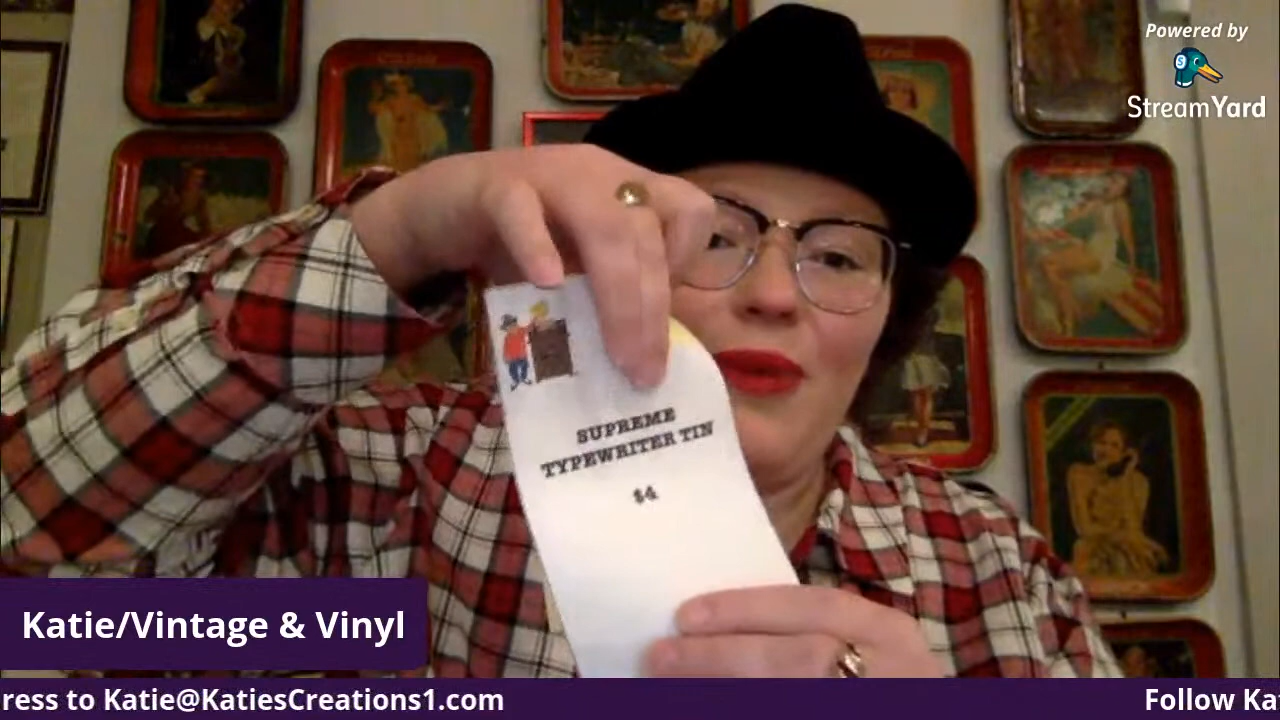 Powered by
StreamYard
SUPREME
TYPEWRITER TIN
$4
Katie/Vintage & Vinyl
ress to Katie@KatiesCreations1.com
Follow Ka